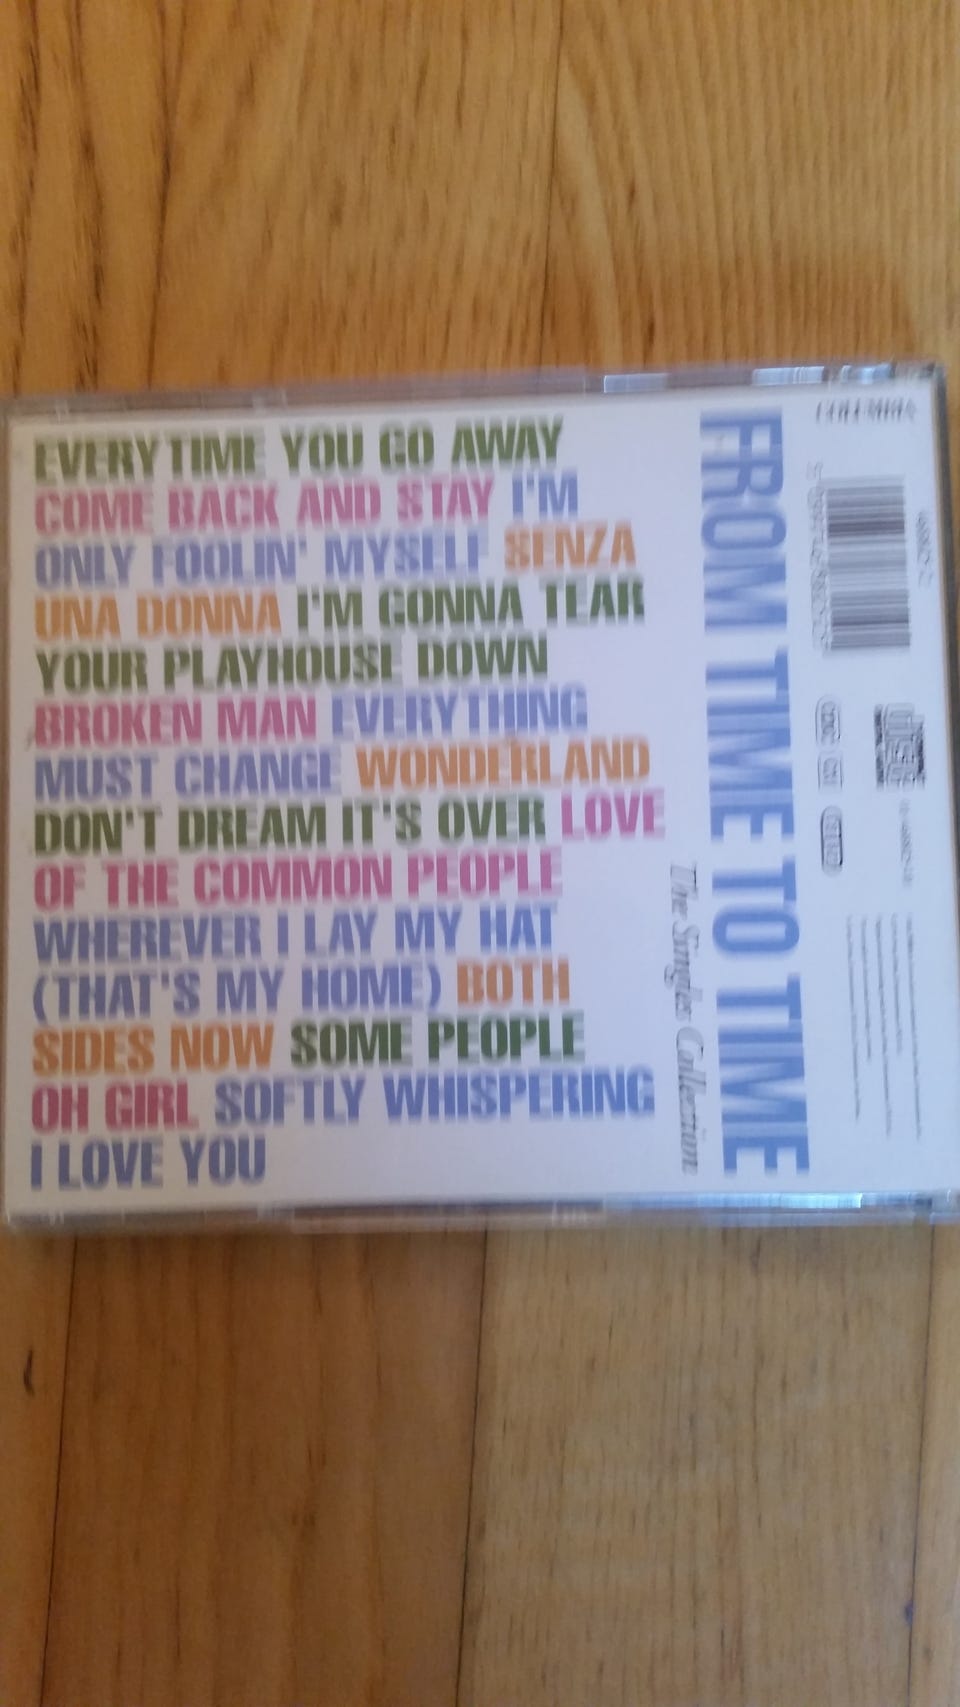 EVERYTIME YOU GO AWAY
COME BACK AND STAY I'M
ONLY FOOLIN' MYSELF SENZA
UNA DONNA I'M GONNA TEAR
YOUR PLAYHOUSE DOWN
BROKEN MAN EVERYTHING
MUST CHANGE WONDERLAND
DON'T DREAM IT'S OVER LOVE
OF THE COMMON PEOPLE
WHEREVER I LAY MY HAT
(THAT'S MY HOME) BOTH
SIDES NOW SOME PEOPLE
OH GIRL SOFTLY WHISPERING
I LOVE YOU
FROM TIME TO TIME
The Singles Collection
COLUMBIA